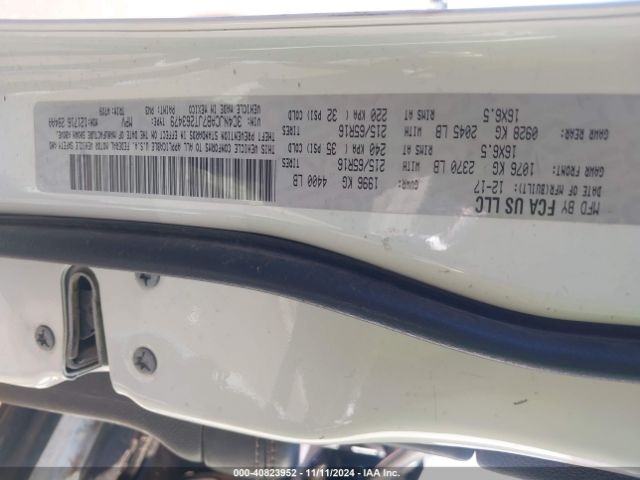 MFD BY FCA US LLC
DATE OF MFR(BUILT): 12-17 GVWR: 1996 KG 4400 LB
GAWR FRONT: 1076 KG 2370 LB 215/65R16 TIRES
16X6.5 RIMS AT 240 KPA 35 PSI COLD
GAWR REAR: 0928 KG 2045 LB 215/65R16 TIRES
16X6.5 RIMS AT 220 KPA 32 PSI COLD
THIS VEHICLE CONFORMS TO ALL APPLICABLE U.S.A. FEDERAL MOTOR VEHICLE SAFETY AND
THEFT PREVENTION STANDARDS IN EFFECT ON THE DATE OF MANUFACTURE SHOWN ABOVE.
VIN: 3C4NJCBB7JT263479 TYPE: MPV
VEHICLE MADE IN MEXICO PAINT: PW3
000-40823952 - 11/11/2024 - IAA Inc.